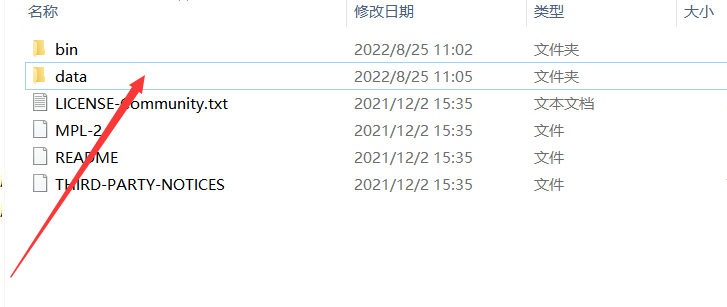 名称 修改日期 类型 大小
bin 2022/8/25 11:02 文件夹
data 2022/8/25 11:05 文件夹
LICENSE-Community.txt 2021/12/2 15:35 文本文档
MPL-2 2021/12/2 15:35 文件
README 2021/12/2 15:35 文件
THIRD-PARTY-NOTICES 2021/12/2 15:35 文件